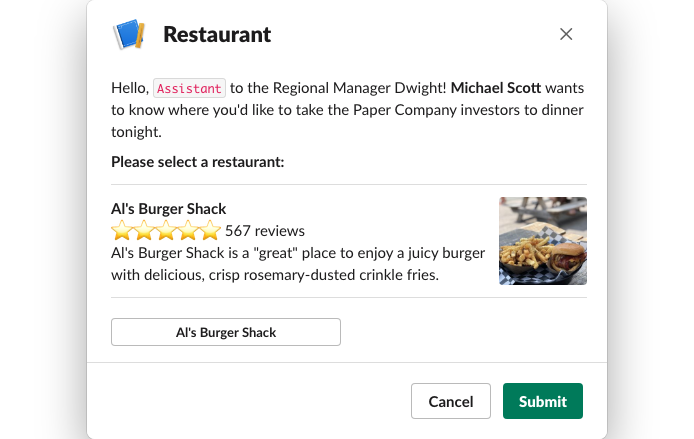 Restaurant
Hello, Assistant to the Regional Manager Dwight! Michael Scott wants
to know where you'd like to take the Paper Company investors to dinner
tonight.
Please select a restaurant:
Al's Burger Shack
567 reviews
Al's Burger Shack is a "great" place to enjoy a juicy burger
with delicious, crisp rosemary-dusted crinkle fries.
Al's Burger Shack
Cancel Submit